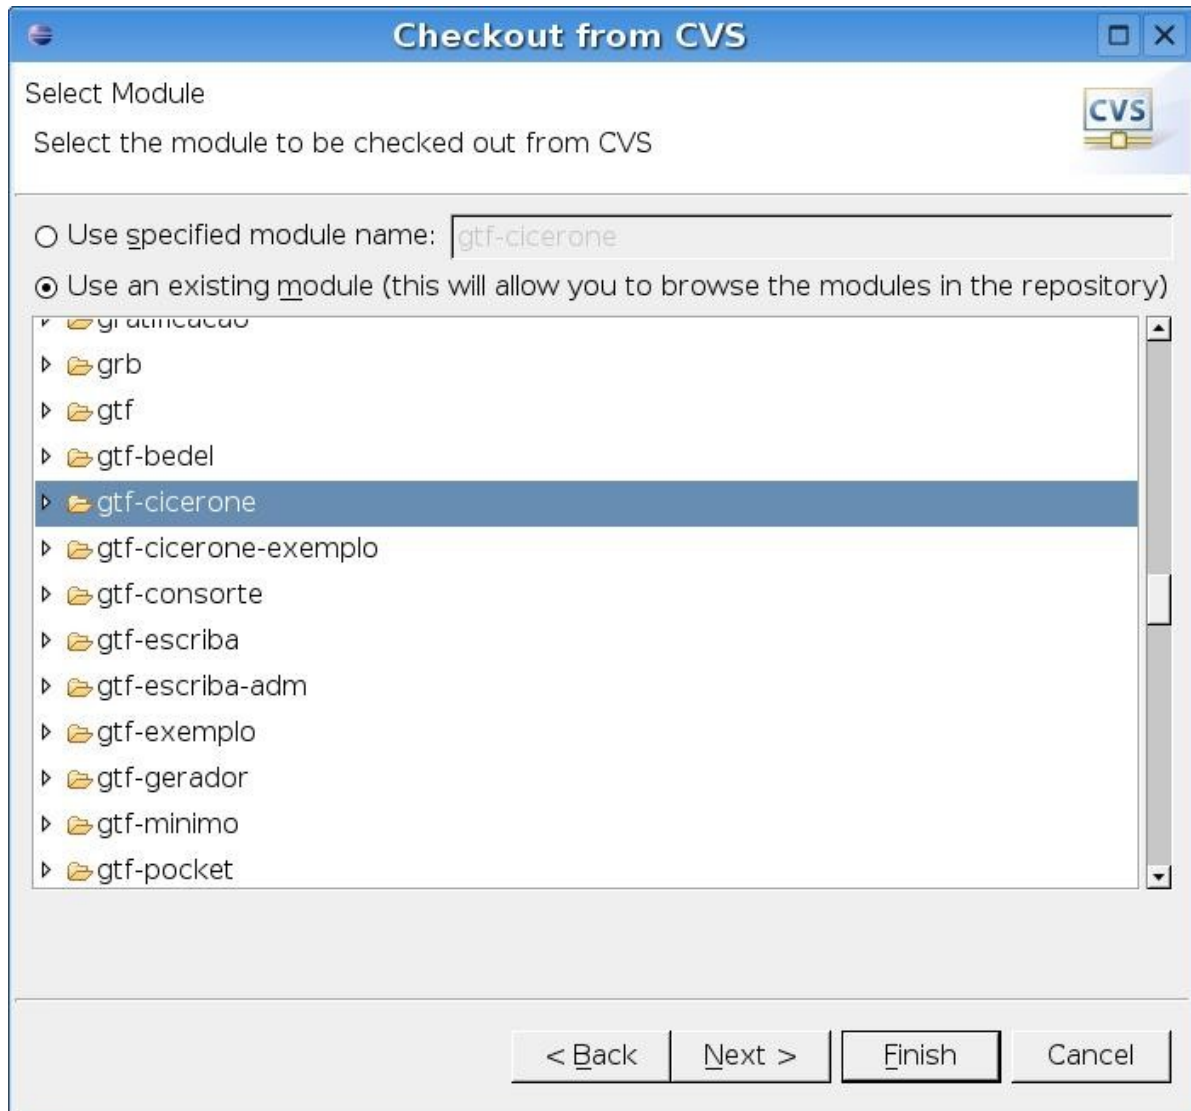 Checkout from CVS
Select Module
CVS
Select the module to be checked out from CVS
Use specified module name: gtf-cicerone
Use an existing module (this will allow you to browse the modules in the repository)
gratificacao
grb
gtf
gtf-bedel
gtf-cicerone
gtf-cicerone-exemplo
gtf-consorte
gtf-escriba
gtf-escriba-adm
gtf-exemplo
gtf-gerador
gtf-minimo
gtf-pocket
< Back
Next >
Finish
Cancel